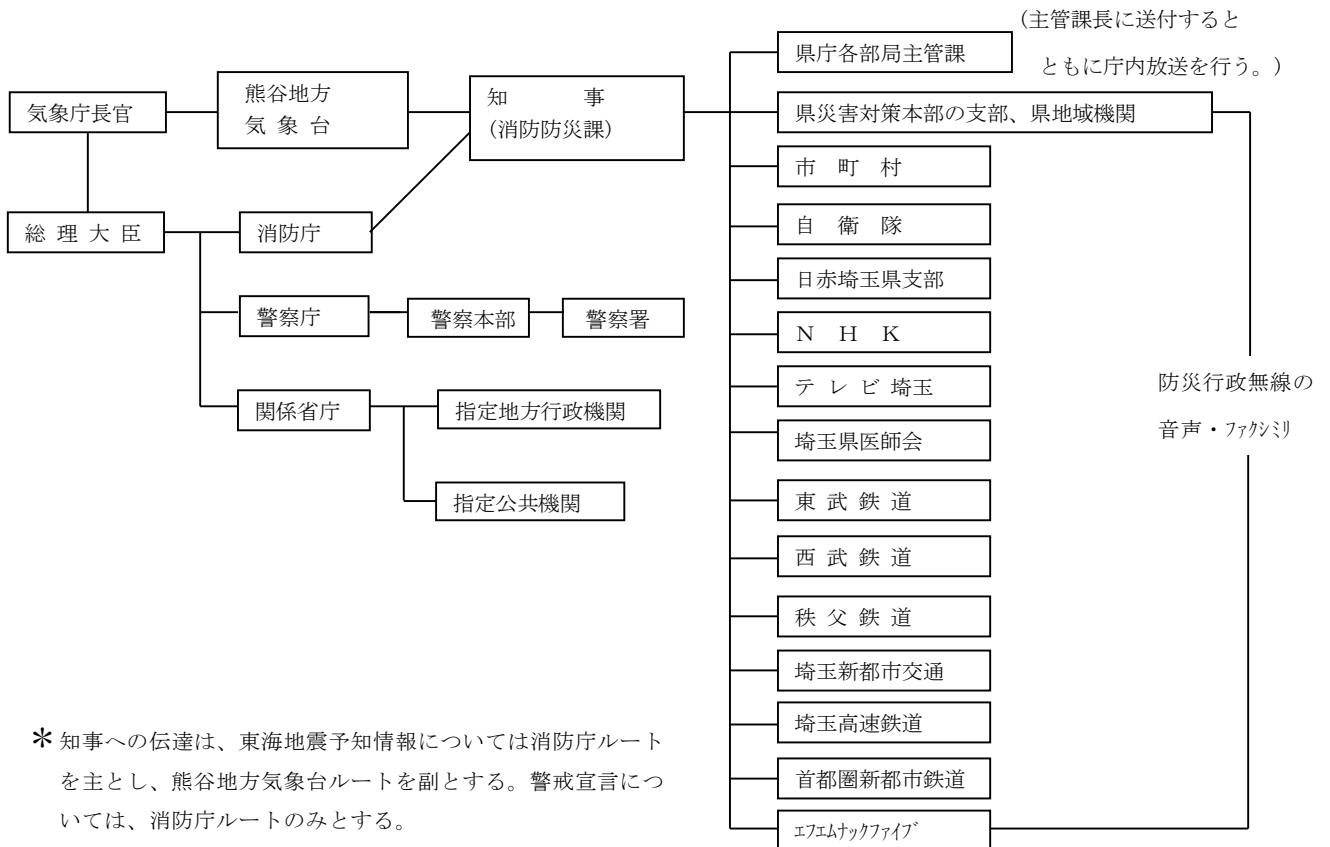 (主管課長に送付すると
ともに庁内放送を行う。)
県庁各部局主管課
気象庁長官
熊谷地方
気 象 台
知 事
(消防防災課)
県災害対策本部の支部、県地域機関
市 町 村
総 理 大 臣
消防庁
自 衛 隊
日赤埼玉県支部
警察庁
警察本部
警察署
N H K
関係省庁
指定地方行政機関
テ レ ビ 埼玉
防災行政無線の
音声・ファクシミリ
埼玉県医師会
指定公共機関
東 武 鉄 道
西 武 鉄 道
秩 父 鉄 道
埼玉新都市交通
埼玉高速鉄道
首都圏新都市鉄道
エフエムナックファイブ
* 知事への伝達は、東海地震予知情報については消防庁ルート
を主とし、熊谷地方気象台ルートを副とする。警戒宣言につ
いては、消防庁ルートのみとする。